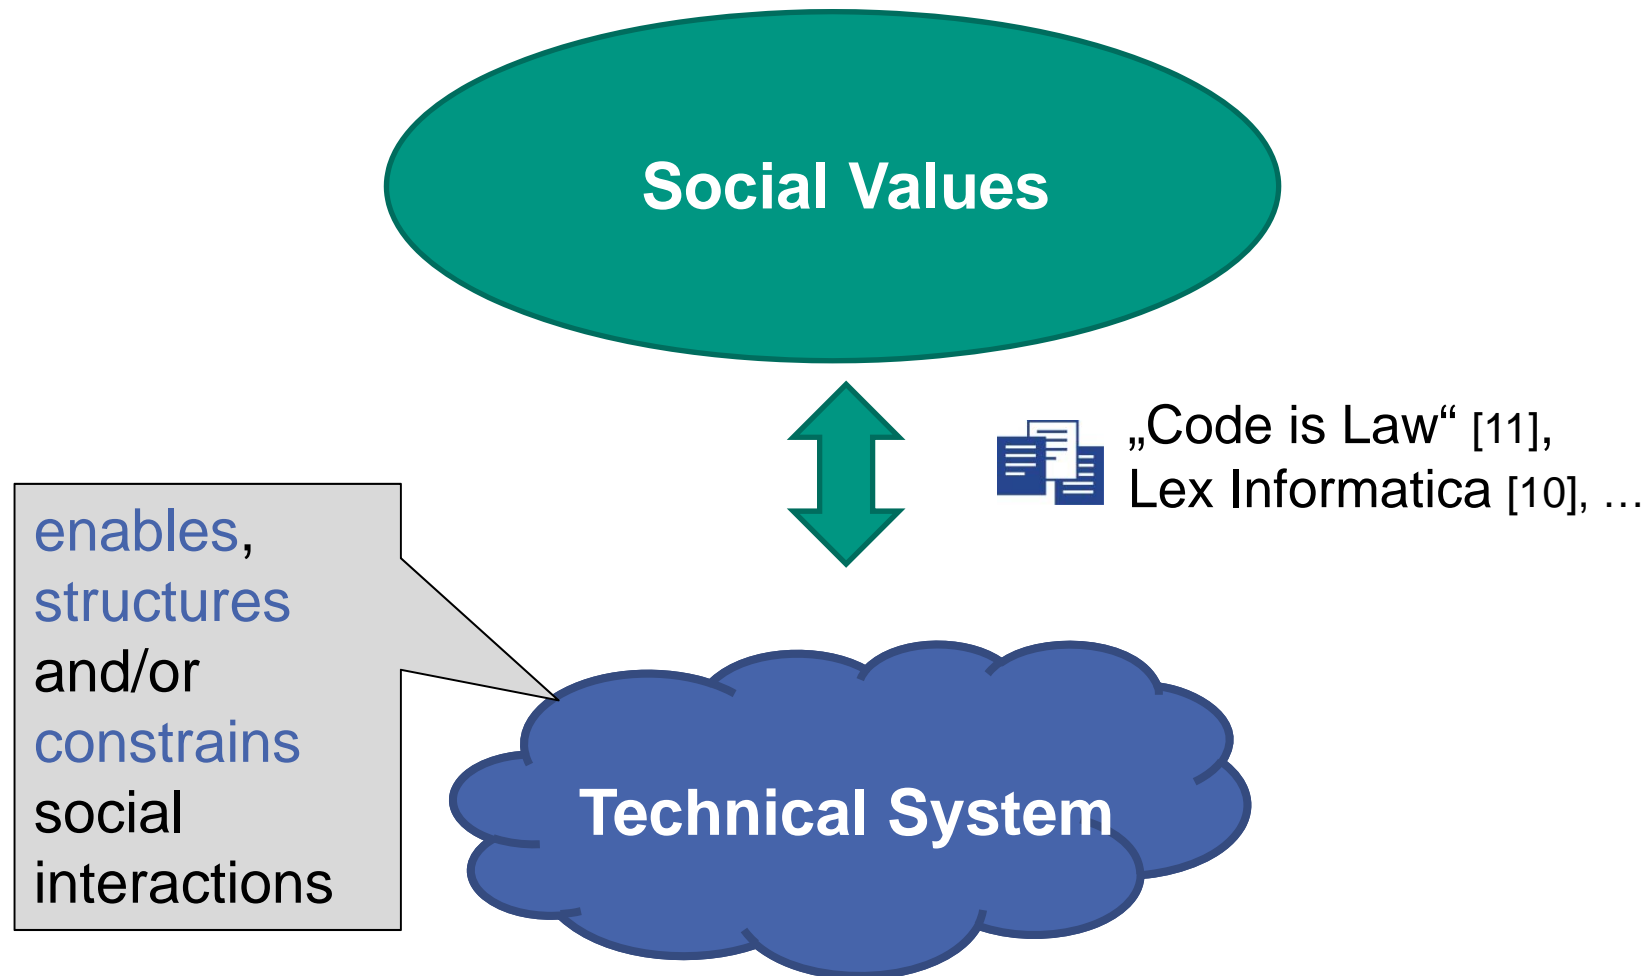 Social Values
„Code is Law“ [11],
Lex Informatica [10], …
enables,
structures
and/or
constrains
social
interactions
Technical System